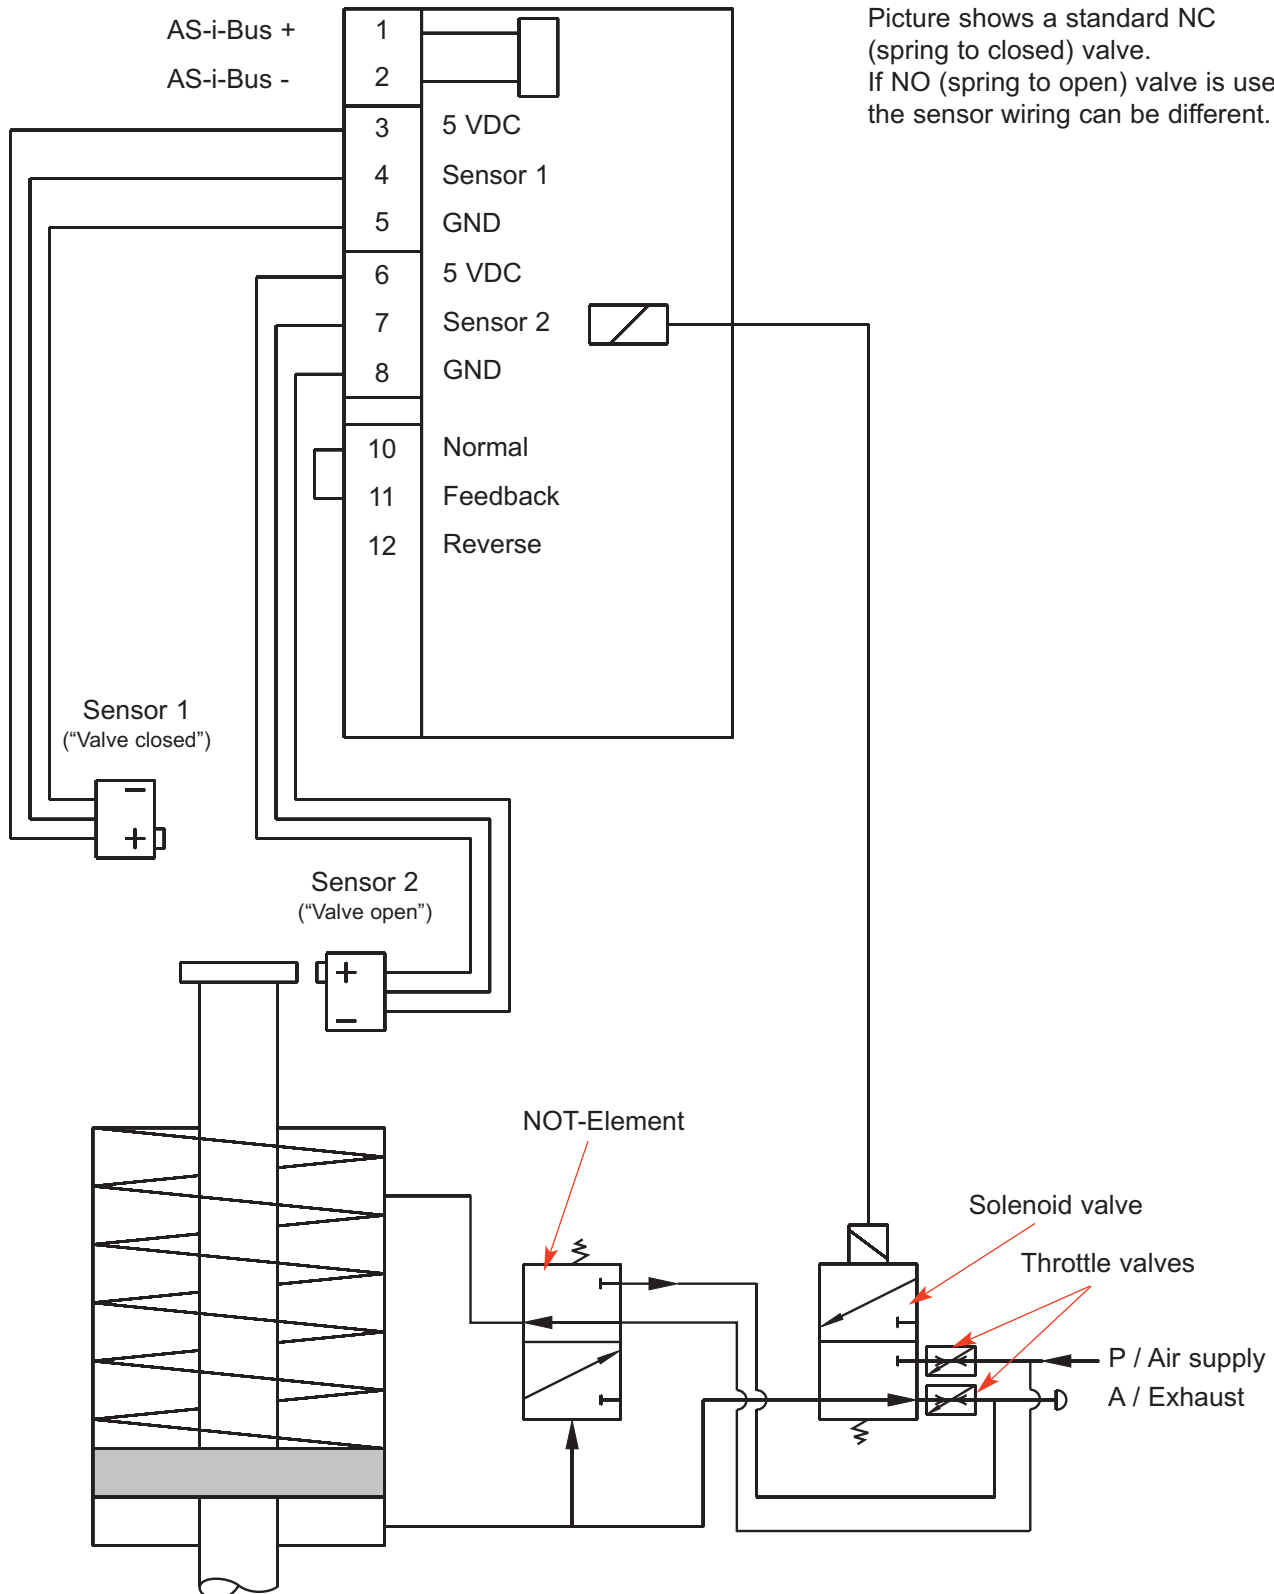 Picture shows a standard NC
(spring to closed) valve.
If NO (spring to open) valve is use
the sensor wiring can be different.
AS-i-Bus + 1
AS-i-Bus - 2
3 5 VDC
4 Sensor 1
5 GND
6 5 VDC
7 Sensor 2
8 GND
10 Normal
11 Feedback
12 Reverse
Sensor 1
(“Valve closed”)
− +
Sensor 2
(“Valve open”)
+ −
NOT-Element
Solenoid valve
Throttle valves
P / Air supply
A / Exhaust